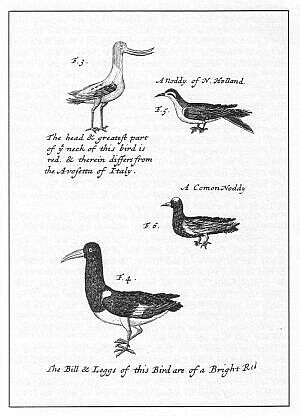 F. 3.
A Noddy of N. Holland.
F. 5.
The head & greatest part
of yͤ neck of this bird is
red. & therein differs from
the Avosetta of Italy.
A Comon Noddy
F. 6.
F. 4.
The Bill & Leggs of this Bird are of a Bright Red